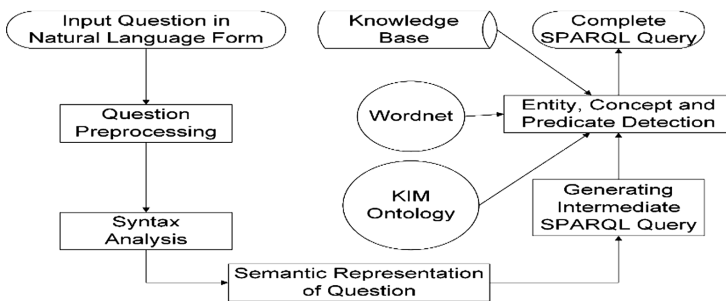 Input Question in
Natural Language Form
Question
Preprocessing
Syntax
Analysis
Semantic Representation
of Question
Knowledge
Base
Wordnet
KIM
Ontology
Complete
SPARQL Query
Entity, Concept and
Predicate Detection
Generating
Intermediate
SPARQL Query